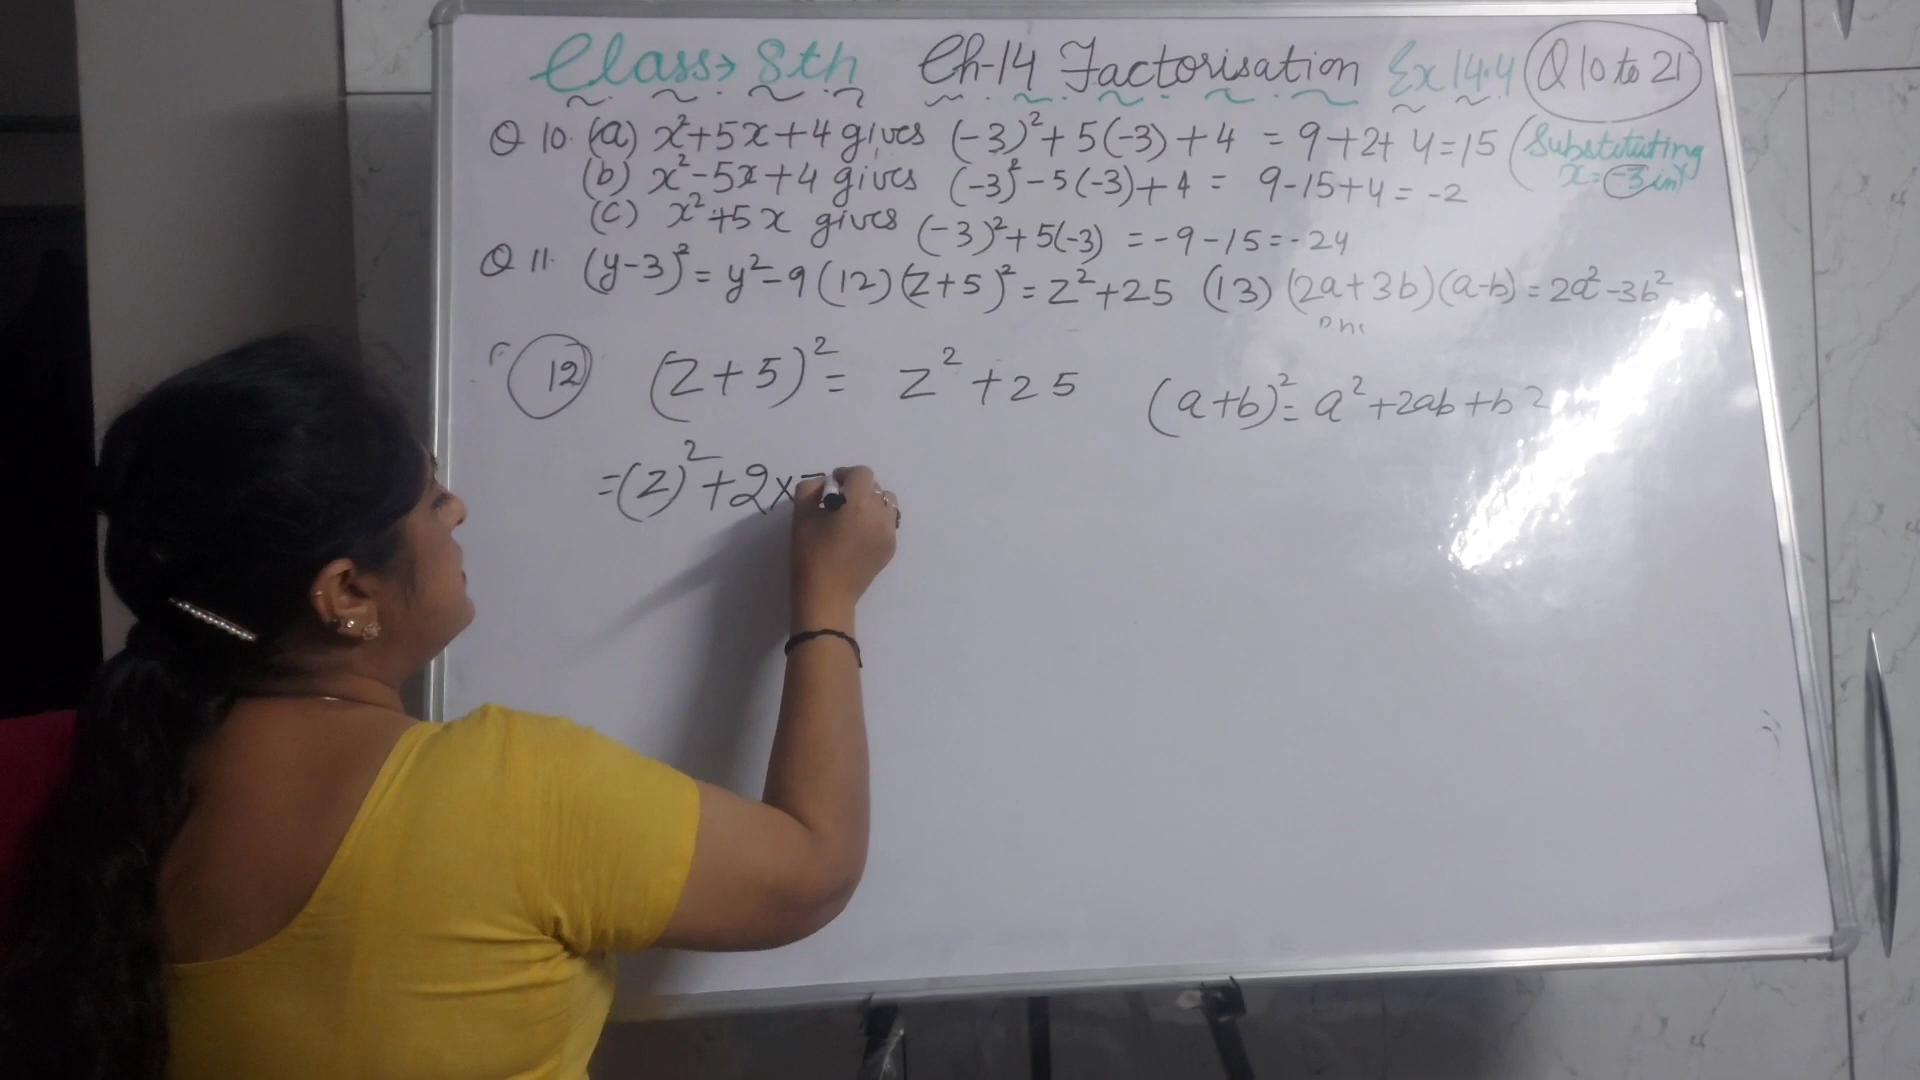 Class→ 8th Ch-14 Factorisation Ex 14.4 Q 10 to 21
Q 10. (a) x²+5x+4 gives (-3)²+5(-3)+4 = 9+2+4=15 (Substituting
x=-3 in)
(b) x²-5x+4 gives (-3)²-5(-3)+4 = 9-15+4=-2
(c) x²+5x gives (-3)²+5(-3) =-9-15=-24
Q 11. (y-3)²=y²-9 (12) (z+5)²=z²+25 (13) (2a+3b)(a-b)=2a²-3b²
12 (z+5)²= z²+25 (a+b)²=a²+2ab+b2
=(z)²+2×